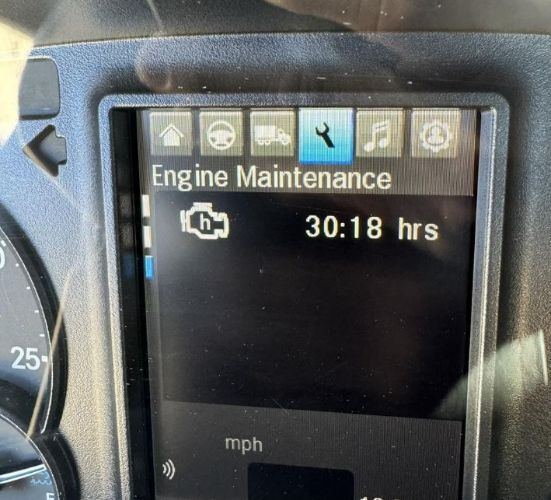 Engine Maintenance
h 30:18 hrs
25
mph